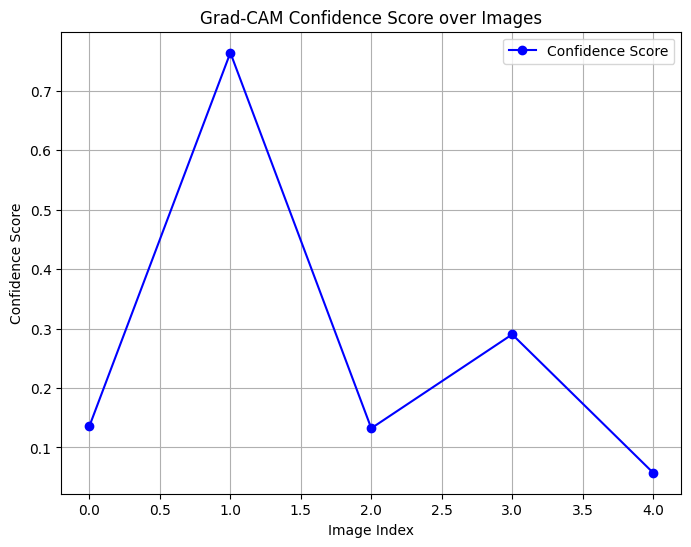 Grad-CAM Confidence Score over Images
Confidence Score
0.7
0.6
0.5
0.4
0.3
0.2
0.1
Confidence Score
0.0 0.5 1.0 1.5 2.0 2.5 3.0 3.5 4.0
Image Index